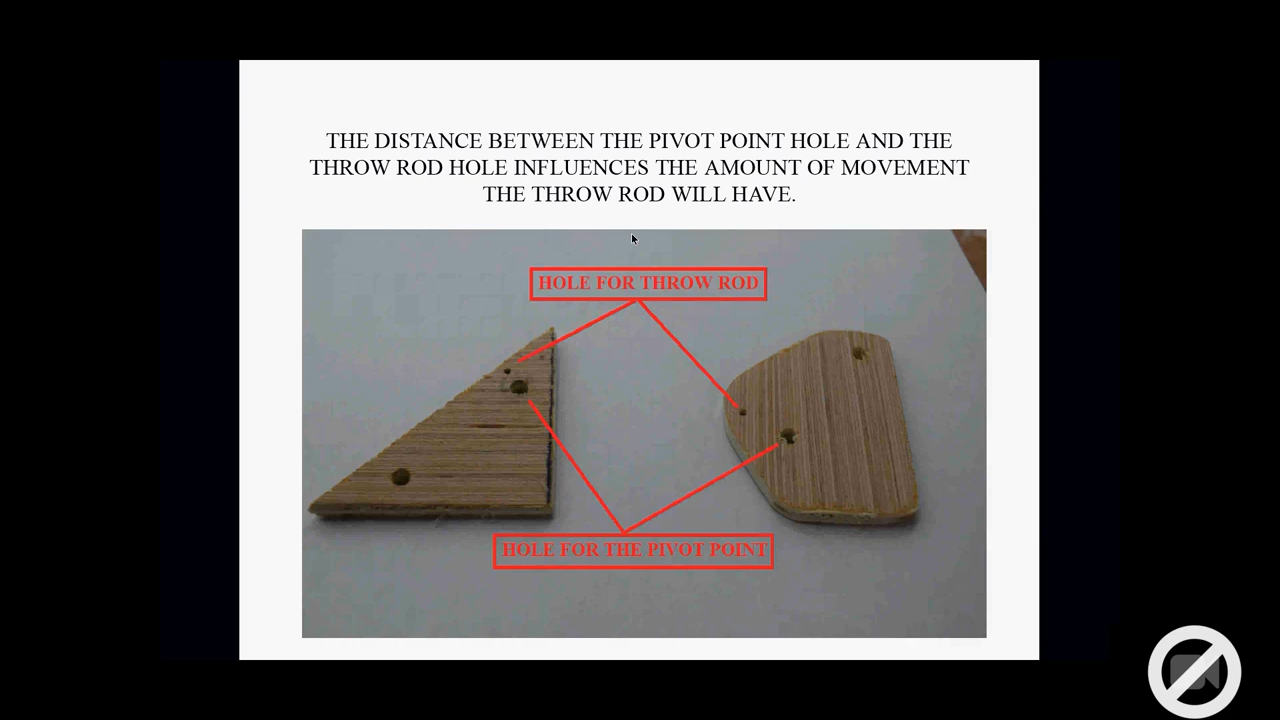 THE DISTANCE BETWEEN THE PIVOT POINT HOLE AND THE
THROW ROD HOLE INFLUENCES THE AMOUNT OF MOVEMENT
THE THROW ROD WILL HAVE.
HOLE FOR THROW ROD
HOLE FOR THE PIVOT POINT